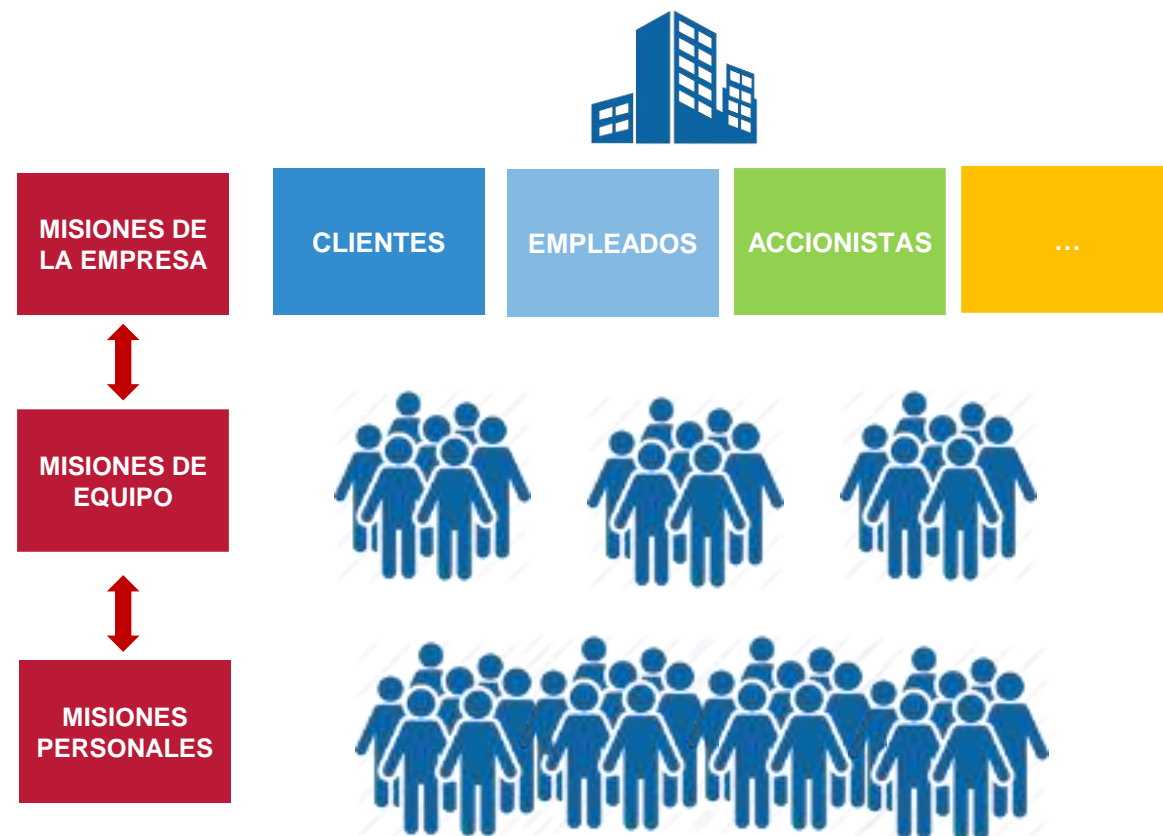 MISIONES DE
LA EMPRESA
CLIENTES
EMPLEADOS
ACCIONISTAS
...
MISIONES DE
EQUIPO
MISIONES
PERSONALES